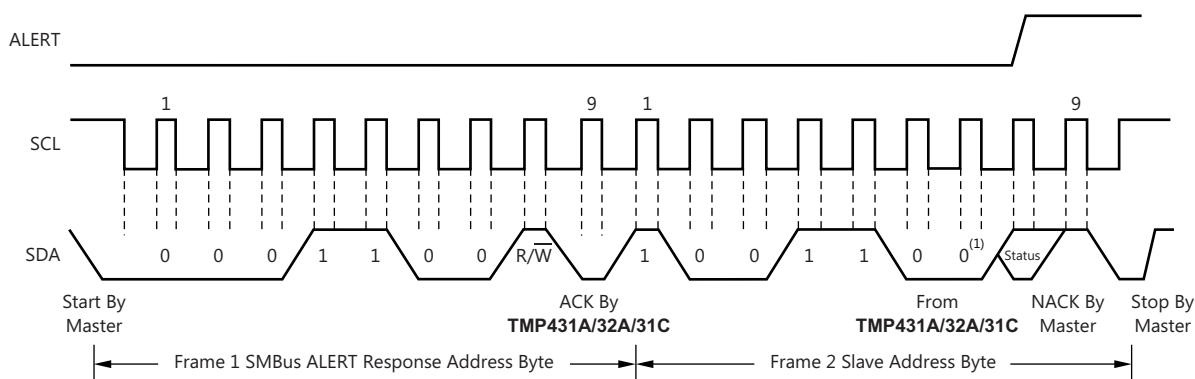 ALERT
1 9 1 9
SCL
SDA
0 0 0 1 1 0 0 R/W 1 0 0 1 1 0 0(1) Status
Start By
Master
ACK By
TMP431A/32A/31C
From
TMP431A/32A/31C
NACK By
Master
Stop By
Master
Frame 1 SMBus ALERT Response Address Byte
Frame 2 Slave Address Byte